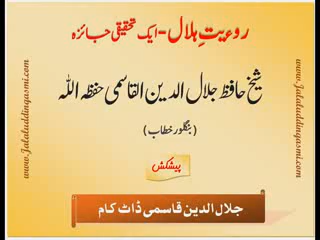 روءیتِ ہلال - ایک تحقیقی جائزہ
شیخ حافظ جلال الدین القاسمی حفظہ اللہ
(بنگلور خطاب)
پیشکش
جلال الدین قاسمی ڈاٹ کام
www.Jalaluddinqasmi.com
www.Jalaluddinqasmi.com